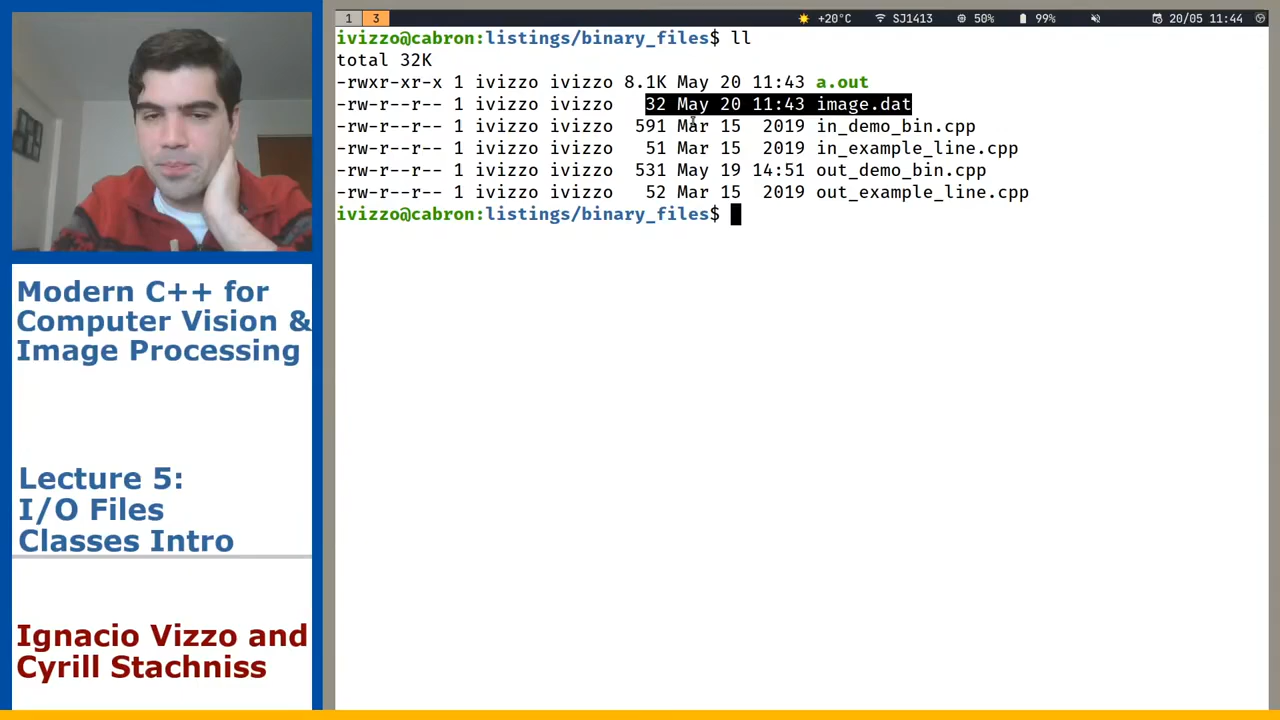 1 3 +20°C SJ1413 50% 99% 20/05 11:44
ivizzo@cabron:listings/binary_files$ ll
total 32K
-rwxr-xr-x 1 ivizzo ivizzo 8.1K May 20 11:43 a.out
-rw-r--r-- 1 ivizzo ivizzo   32 May 20 11:43 image.dat
-rw-r--r-- 1 ivizzo ivizzo  591 Mar 15  2019 in_demo_bin.cpp
-rw-r--r-- 1 ivizzo ivizzo   51 Mar 15  2019 in_example_line.cpp
-rw-r--r-- 1 ivizzo ivizzo  531 May 19 14:51 out_demo_bin.cpp
-rw-r--r-- 1 ivizzo ivizzo   52 Mar 15  2019 out_example_line.cpp
ivizzo@cabron:listings/binary_files$
Modern C++ for
Computer Vision &
Image Processing
Lecture 5:
I/O Files
Classes Intro
Ignacio Vizzo and
Cyrill Stachniss